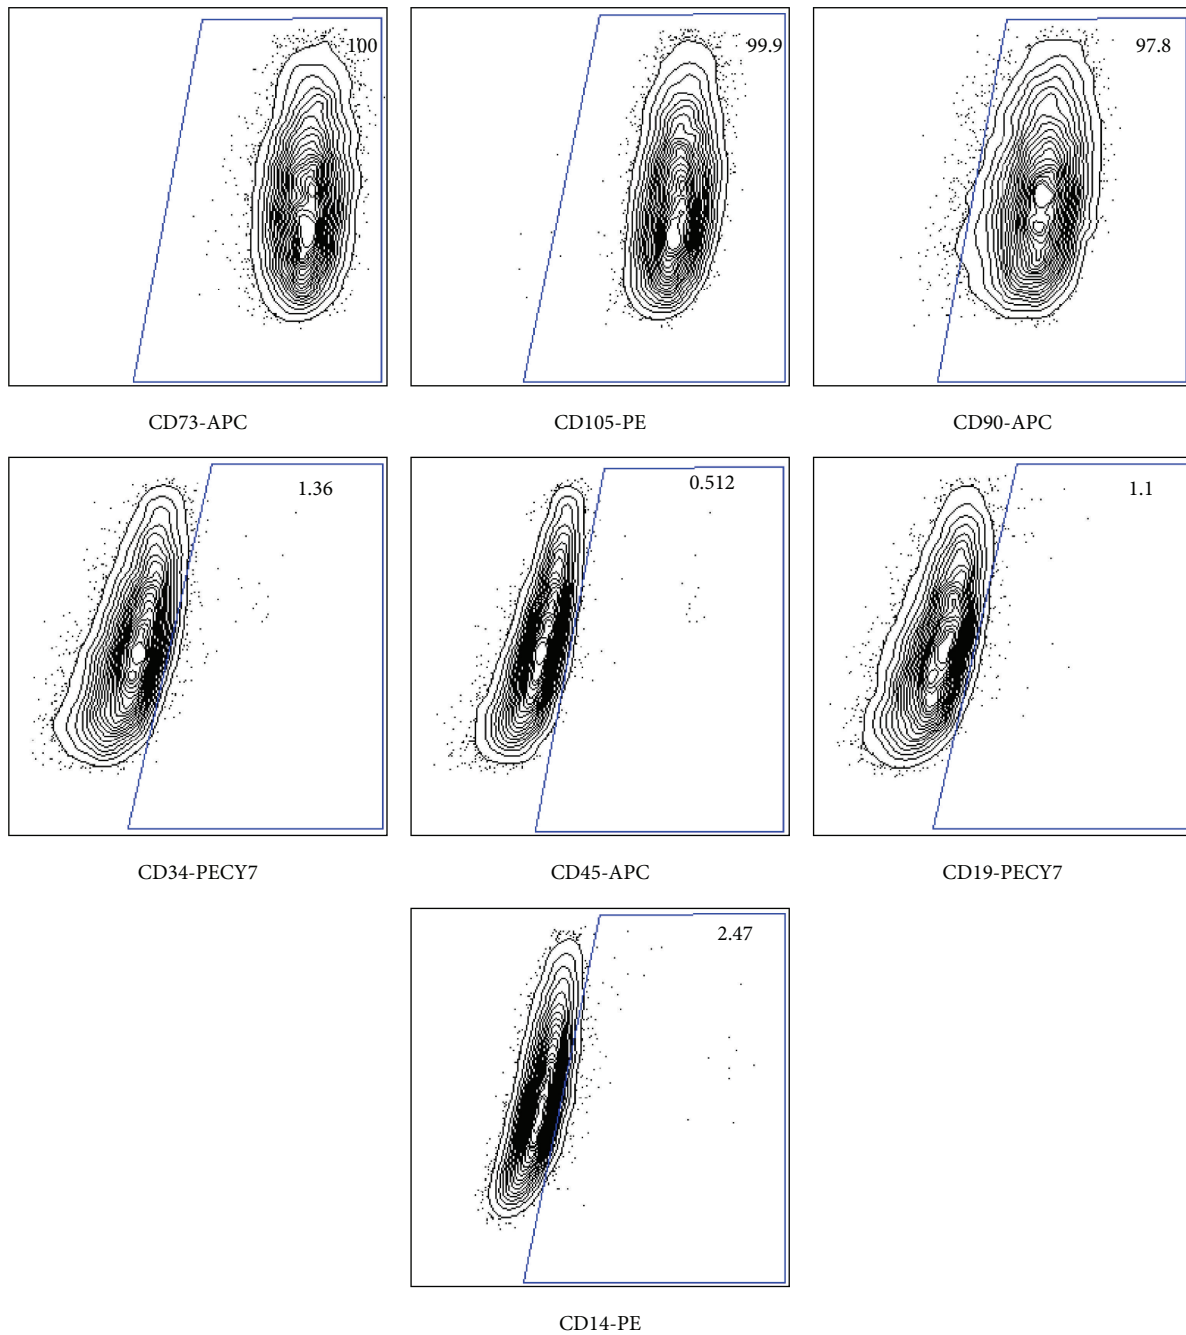 100
99.9
97.8
CD73-APC
CD105-PE
CD90-APC
1.36
0.512
1.1
CD34-PECY7
CD45-APC
CD19-PECY7
2.47
CD14-PE